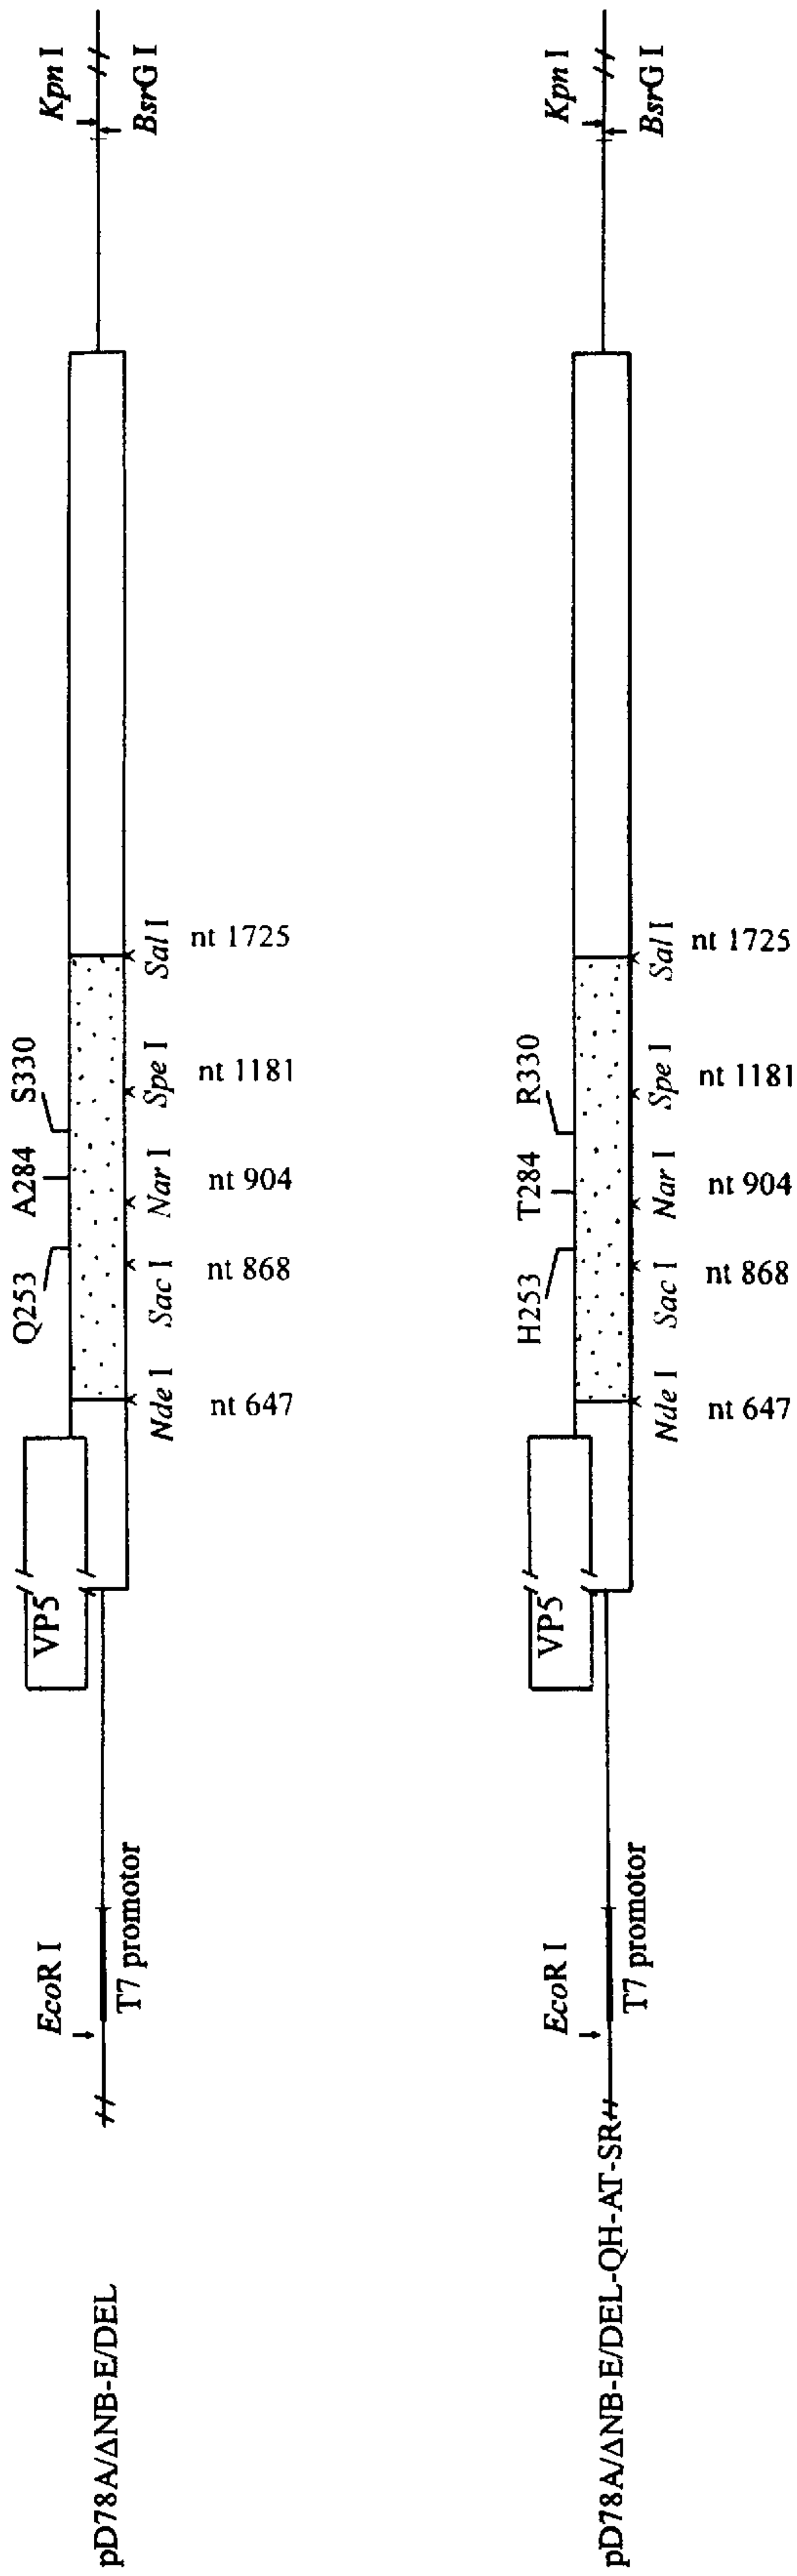 pD78A/ΔNB-E/DEL
EcoR I
T7 promotor
VP5
Q253
A284
S330
Nde I
Sac I
Nar I
Spe I
Sal I
nt 647
nt 868
nt 904
nt 1181
nt 1725
Kpn I
BsrG I
pD78A/ΔNB-E/DEL-QH-AT-SR
EcoR I
T7 promotor
VP5
H253
T284
R330
Nde I
Sac I
Nar I
Spe I
Sal I
nt 647
nt 868
nt 904
nt 1181
nt 1725
Kpn I
BsrG I